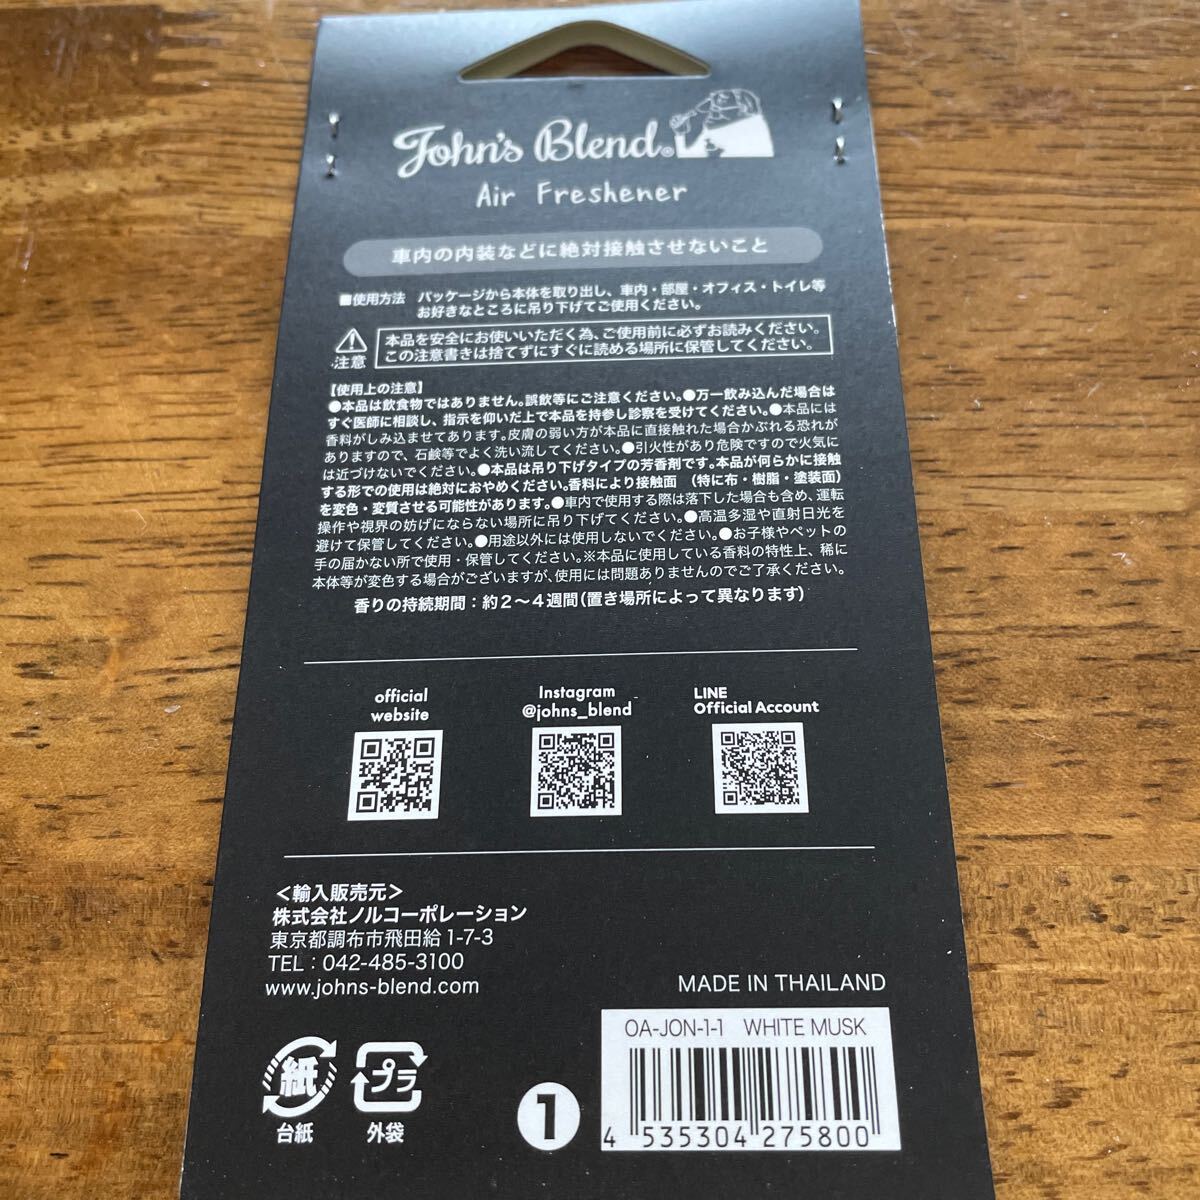 John's Blend®
Air Freshener
車内の内装などに絶対接触させないこと
■使用方法 パッケージから本体を取り出し、車内・部屋・オフィス・トイレ等
お好きなところに吊り下げてご使用ください。
注意
本品を安全にお使いいただく為、ご使用前に必ずお読みください。
この注意書きは捨てずにすぐに読める場所に保管してください。
【使用上の注意】
●本品は飲食物ではありません。誤飲等にご注意ください。●万一飲み込んだ場合は
すぐ医師に相談し、指示を仰いだ上で本品を持参し診察を受けてください。●本品には
香料がしみ込ませてあります。皮膚の弱い方が本品に直接触れた場合かぶれる恐れが
ありますので、石鹸等でよく洗い流してください。●引火性があり危険ですので火気に
は近づけないでください。●本品は吊り下げタイプの芳香剤です。本品が何らかに接触
する形での使用は絶対におやめください。香料により接触面 (特に布・樹脂・塗装面)
を変色・変質させる可能性があります。●車内で使用する際は落下した場合も含め、運転
操作や視界の妨げにならない場所に吊り下げてください。●高温多湿や直射日光を
避けて保管してください。●用途以外には使用しないでください。●お子様やペットの
手の届かない所で使用・保管してください。※本品に使用している香料の特性上、稀に
本体等が変色する場合がございますが、使用には問題ありませんのでご了承ください。
香りの持続期間：約2〜4週間(置き場所によって異なります)
official
website
Instagram
@johns_blend
LINE
Official Account
<輸入販売元>
株式会社ノルコーポレーション
東京都調布市飛田給1-7-3
TEL：042-485-3100
www.johns-blend.com
MADE IN THAILAND
OA-JON-1-1 WHITE MUSK
4 535304 275800
紙
台紙
プラ
外袋
1